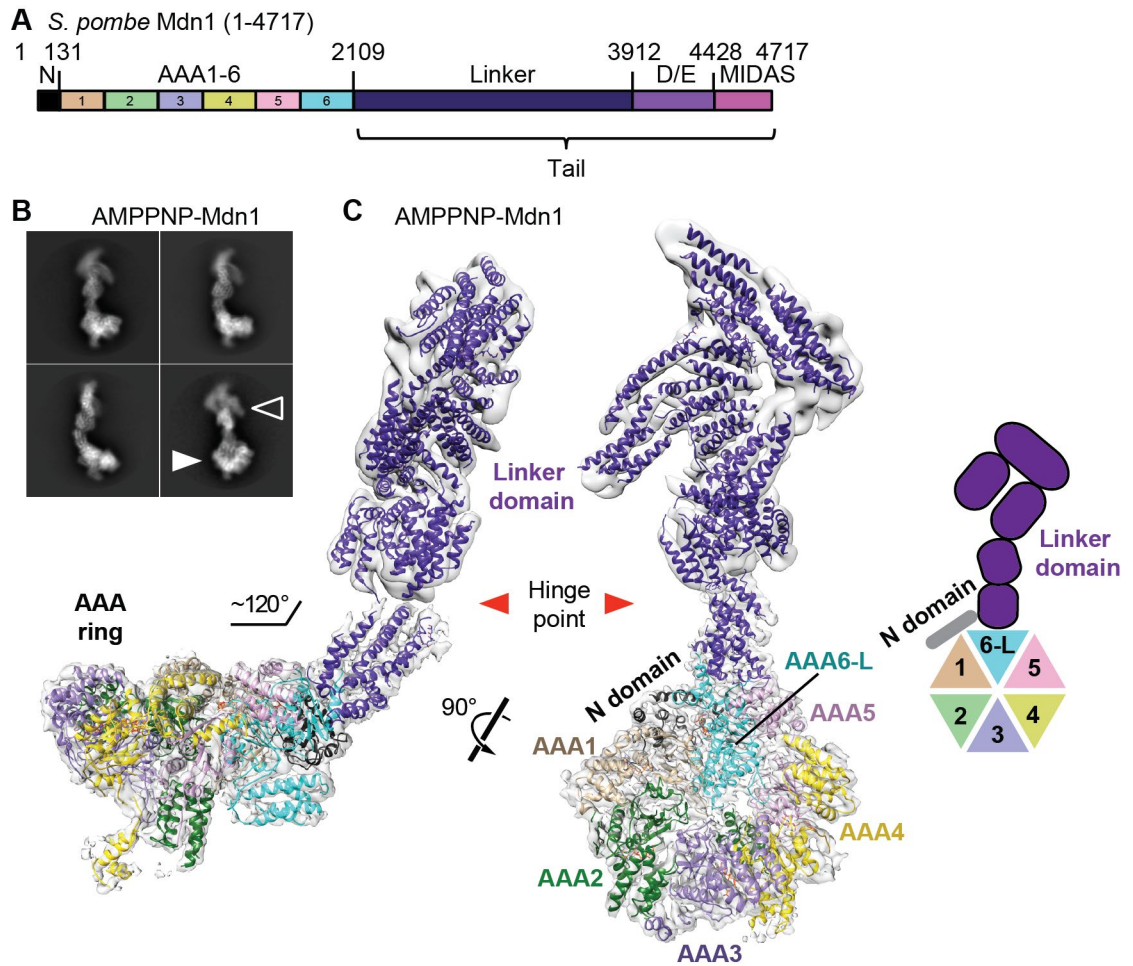 A S. pombe Mdn1 (1-4717)
1 131 2109 3912 4428 4717
N AAA1-6 Linker D/E MIDAS
1 2 3 4 5 6
Tail
B C
AMPPNP-Mdn1 AMPPNP-Mdn1
Linker
domain
Hinge
point
AAA
ring
~120°
90°
N domain
AAA6-L
AAA5
AAA1
AAA4
AAA2
AAA3
Linker
domain
N domain
6-L
1 5
2 4
3